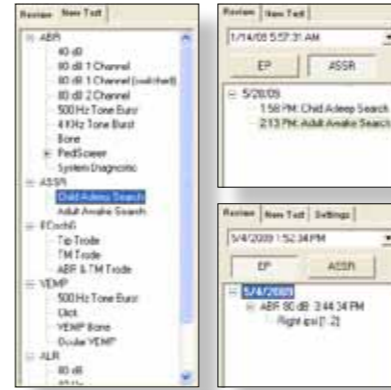 Review New Test
ABR
40 dB
80 dB 1 Channel
80 dB 1 Channel (switched)
80 dB 2 Channel
500 Hz Tone Burst
4 KHz Tone Burst
Bone
PediScreen
System Diagnostic
ASSR
Child Asleep Search
Adult Awake Search
ECochG
Tip Trode
TM Trode
ABR & TM Trode
VEMP
500 Hz Tone Burst
Click
VEMP Bone
Ocular VEMP
ALR
80 dB
Review New Test
5:57:31 AM
EP ASSR
5/28/09
1:58 PM: Child Asleep Search
2:13 PM: Adult Awake Search
Review New Test Settings
5/4/2009 1:52:34 PM
EP ASSR
5/4/2009
ABR 80 dB 3:44:34 PM
Right ipsi [1.2]